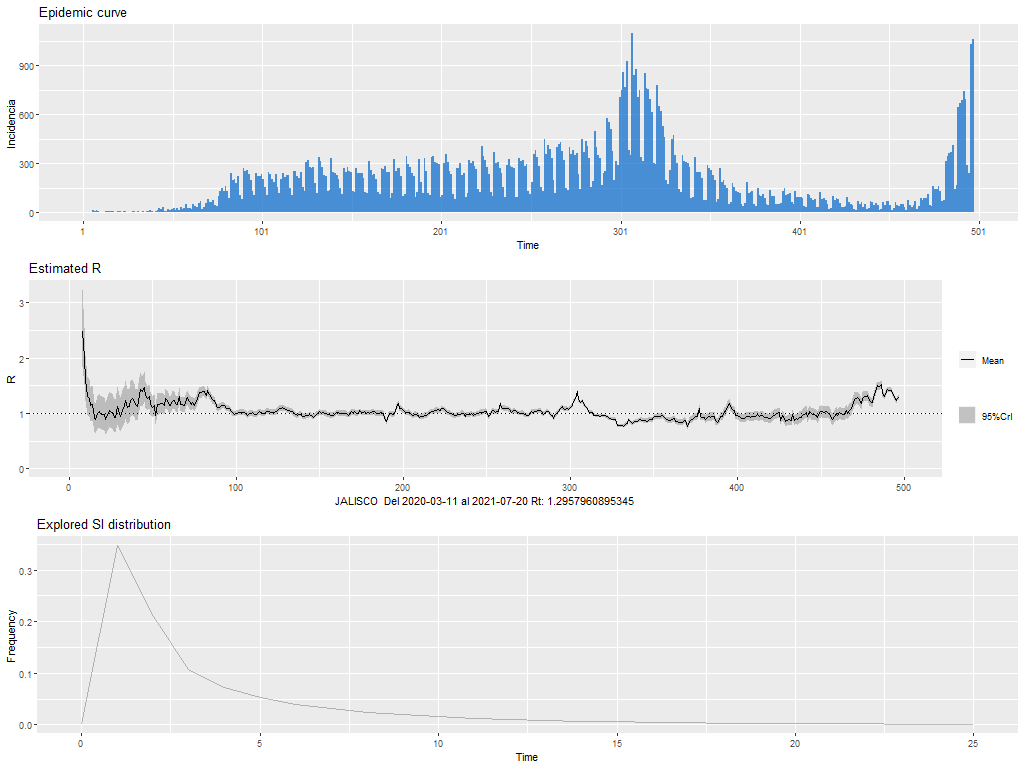 Epidemic curve
Incidencia
900
600
300
0
1
101
201
301
401
501
Time
Estimated R
R
3
2
1
0
0
100
200
300
400
500
JALISCO Del 2020-03-11 al 2021-07-20 Rt: 1.2957960895345
Mean
95%CrI
Explored SI distribution
Frequency
0.3
0.2
0.1
0.0
0
5
10
15
20
25
Time